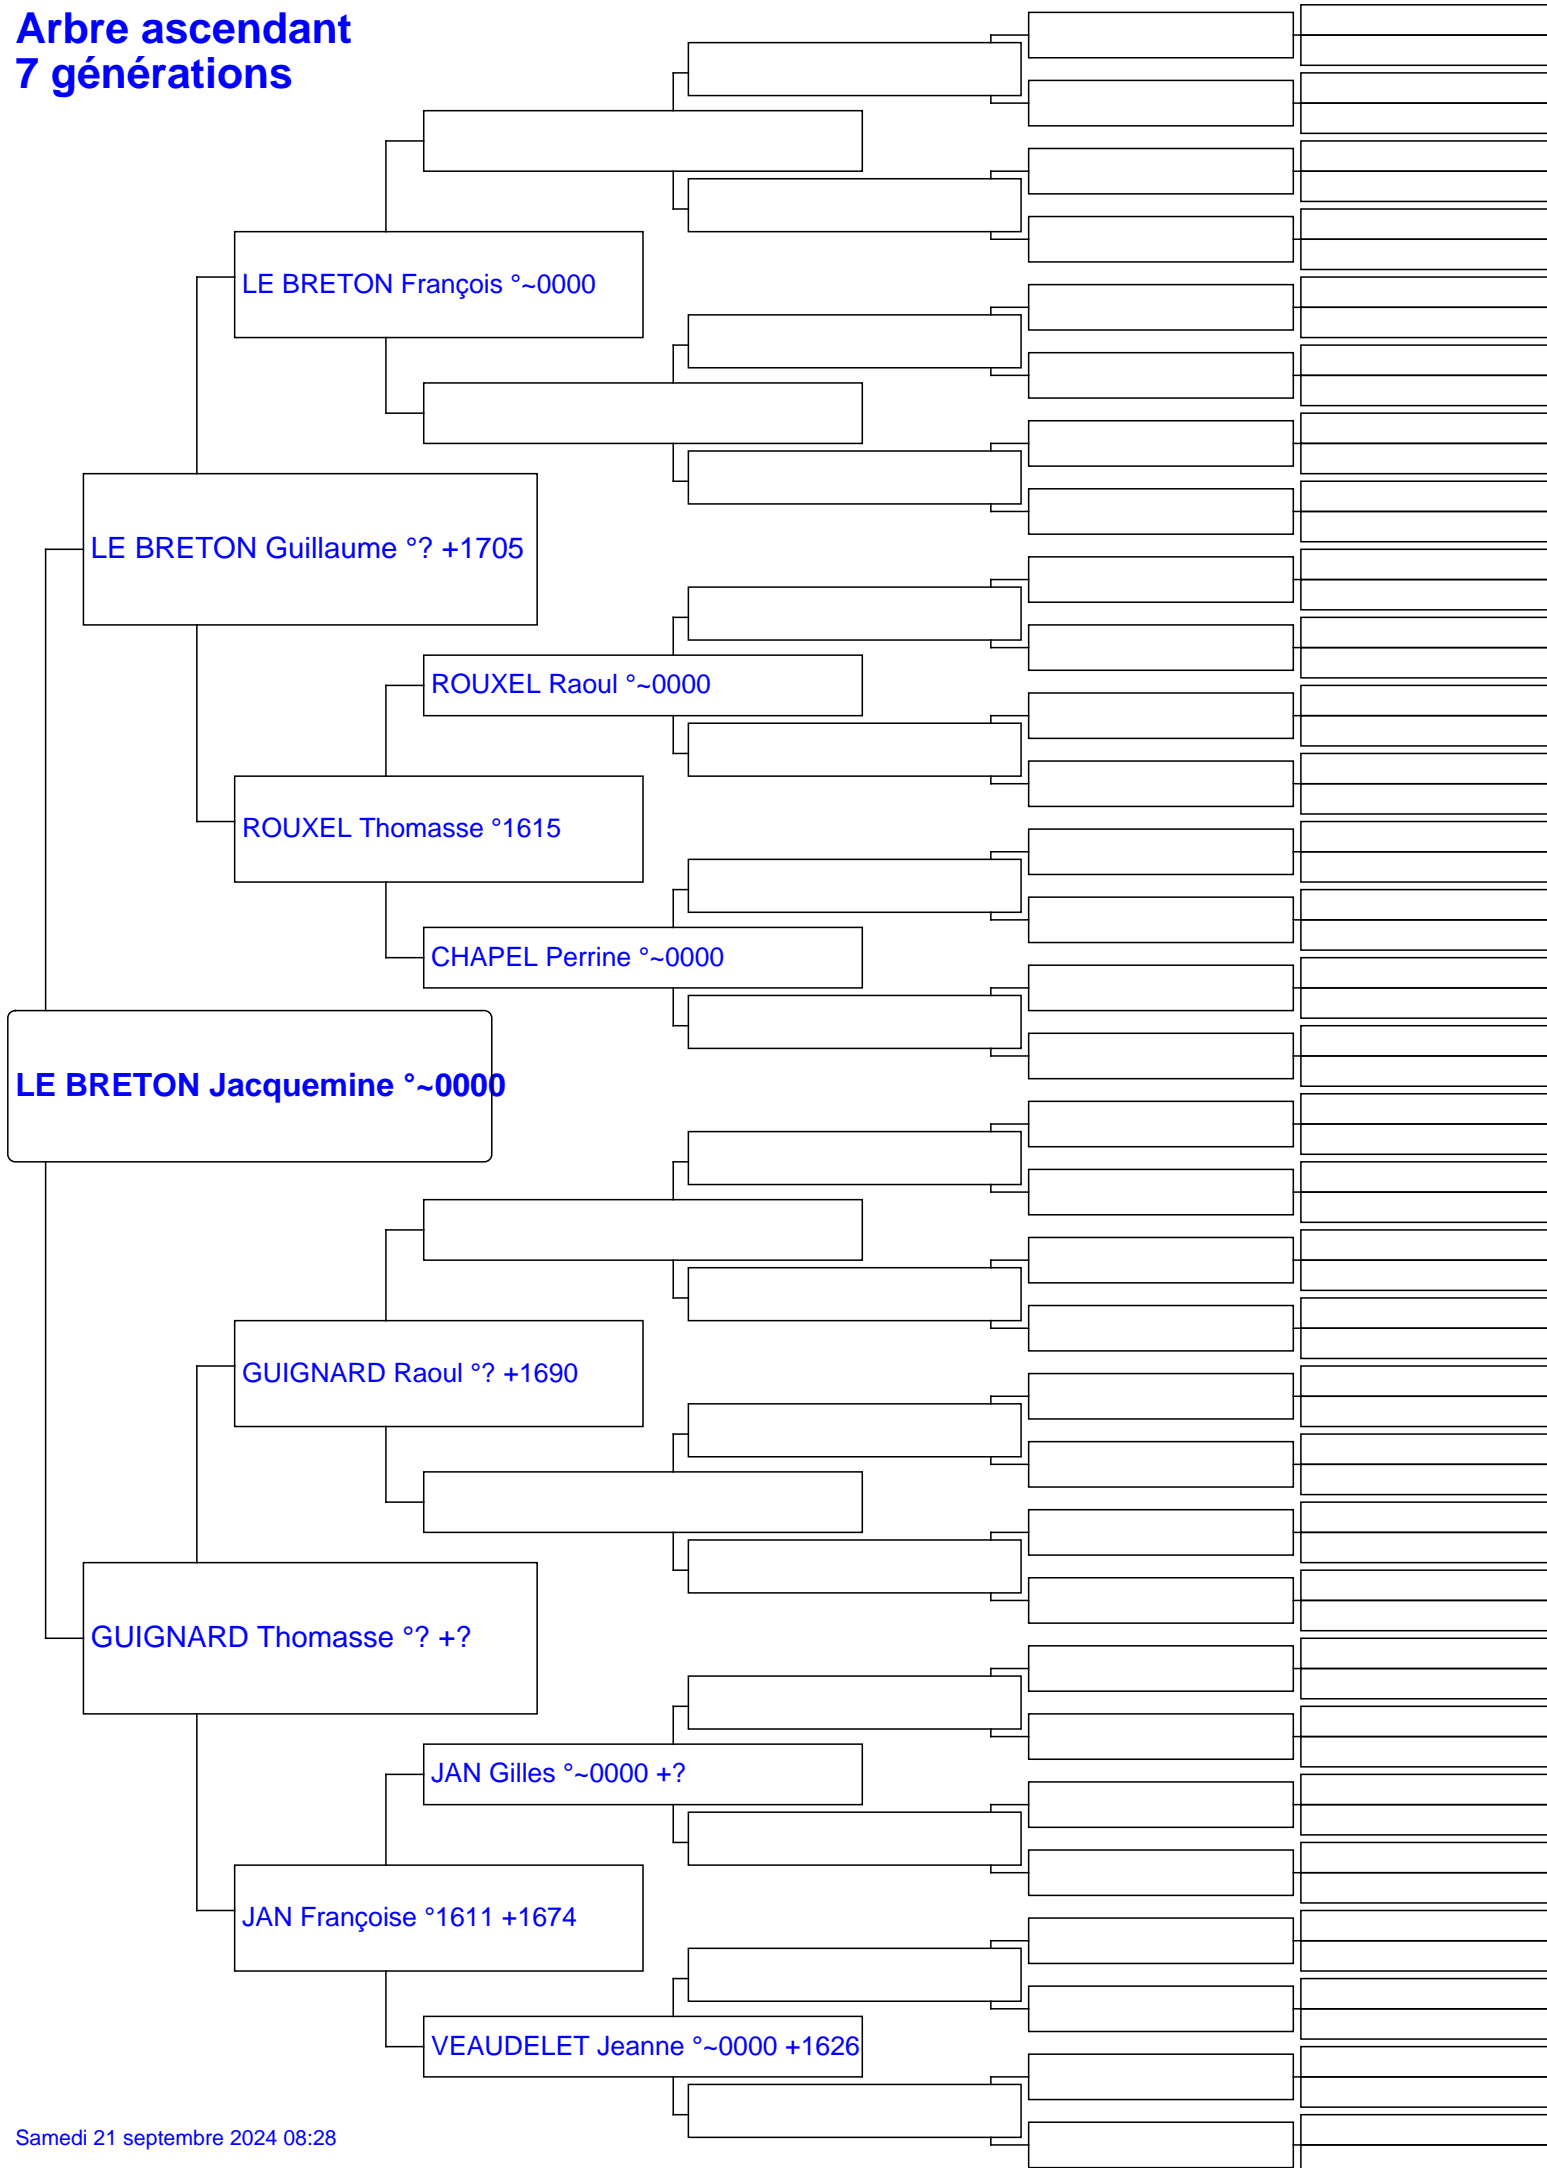 Arbre ascendant
7 générations
LE BRETON François °~0000
LE BRETON Guillaume °? +1705
ROUXEL Raoul °~0000
ROUXEL Thomasse °1615
CHAPEL Perrine °~0000
LE BRETON Jacquemine °~0000
GUIGNARD Raoul °? +1690
GUIGNARD Thomasse °? +?
JAN Gilles °~0000 +?
JAN Françoise °1611 +1674
VEAUDELET Jeanne °~0000 +1626
Samedi 21 septembre 2024 08:28